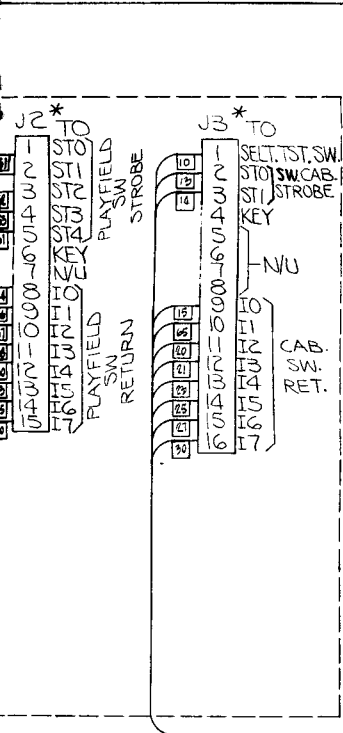 J2 * TO
1 ST0
2 ST1
3 ST2
4 ST3
5 ST4
6 KEY
7 N/U
8 I0
9 I1
10 I2
11 I3
12 I4
13 I5
14 I6
15 I7
PLAYFIELD
SW
STROBE
PLAYFIELD
SW
RETURN
J3 * TO
10 1 SELT.TST.SW.
13 2 ST0 SW.CAB.
14 3 ST1 STROBE
4 KEY
5
6
7
8
N/U
15 9 I0
65 10 I1
20 11 I2
21 12 I3
23 13 I4
25 14 I5
27 15 I6
30 16 I7
CAB.
SW.
RET.